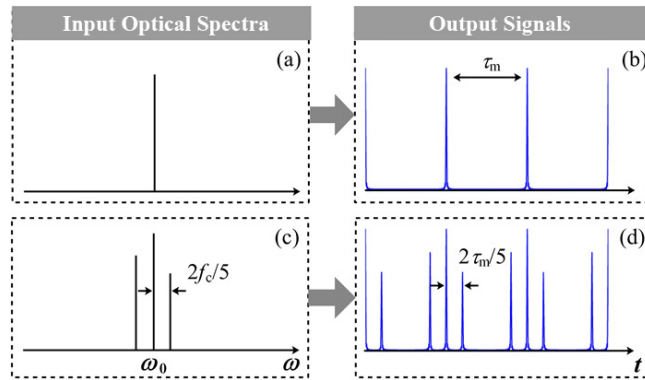 Input Optical Spectra
Output Signals
(a)
(b)
τm
(c)
(d)
2fc/5
2τm/5
ω0
ω
t